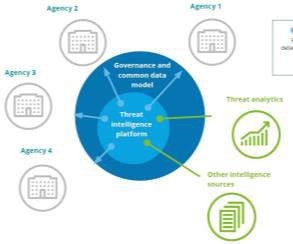 Agency 2
Agency 1
Governance and
common data
model
Agency 3
Threat
intelligence
platform
Threat analytics
Agency 4
Other intelligence
sources